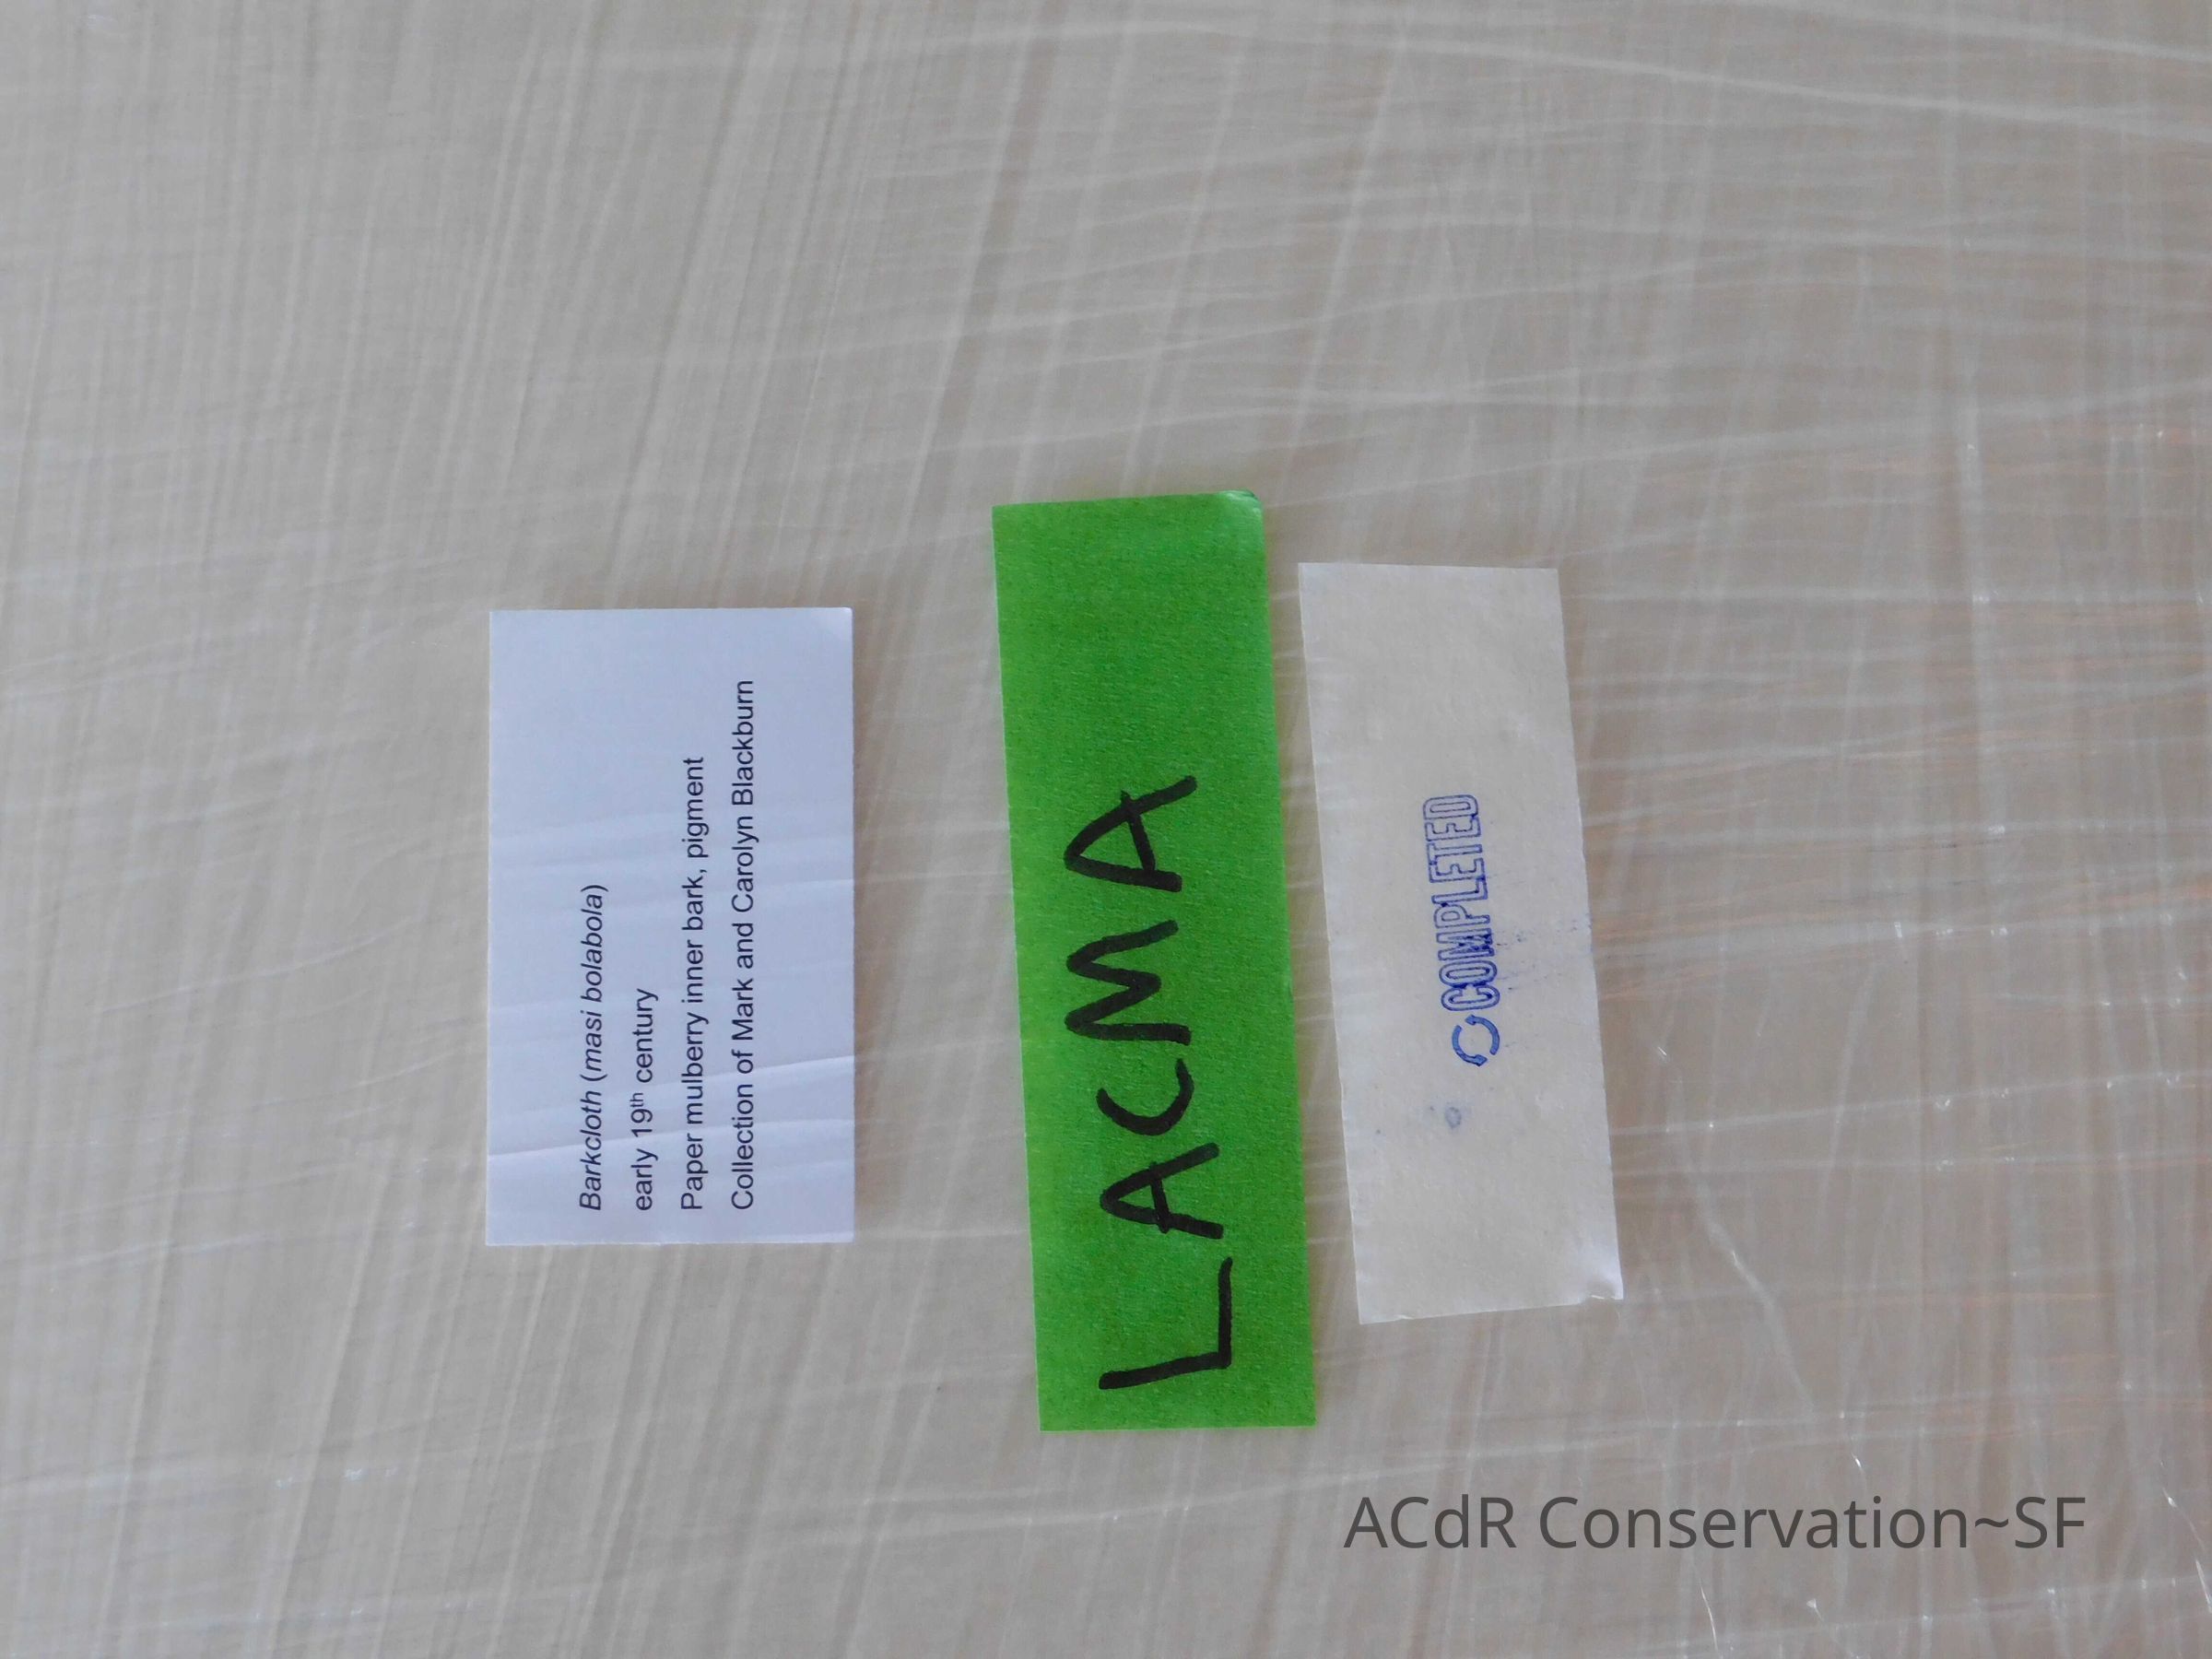 Barkcloth (masi bolabola)
early 19th century
Paper mulberry inner bark, pigment
Collection of Mark and Carolyn Blackburn
LACMA
COMPLETED
ACdR Conservation~SF